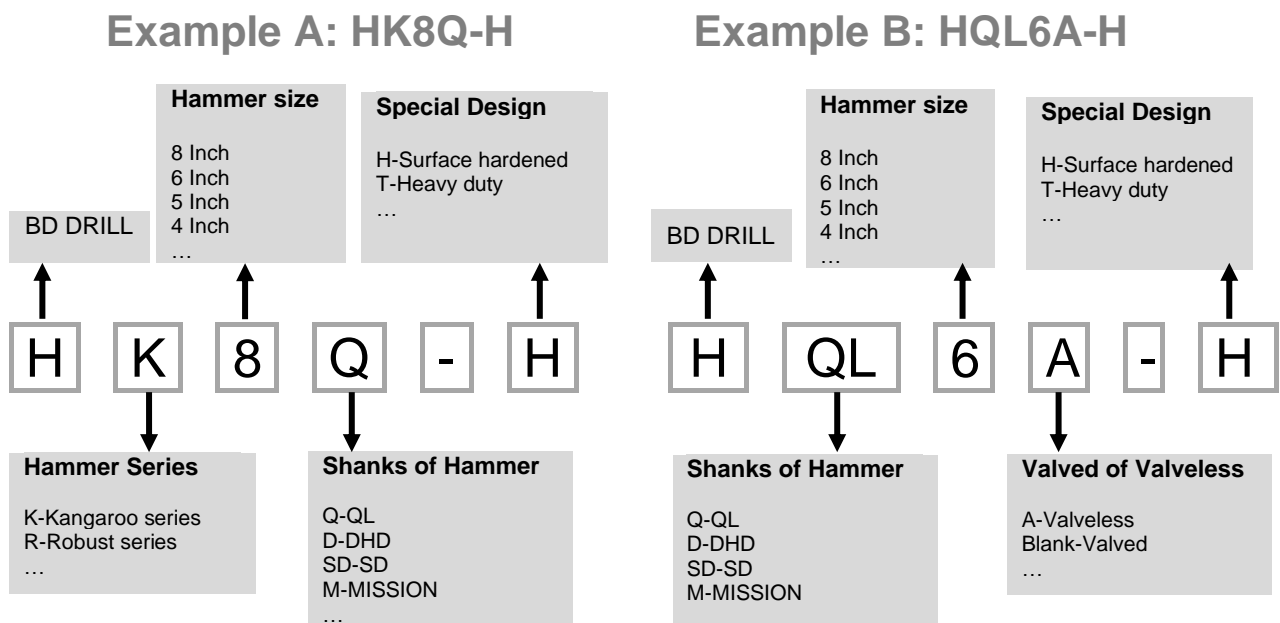 Example A: HK8Q-H
Hammer size
8 Inch
6 Inch
5 Inch
4 Inch
…
Special Design
H-Surface hardened
T-Heavy duty
…
BD DRILL
H K 8 Q - H
Hammer Series
K-Kangaroo series
R-Robust series
…
Shanks of Hammer
Q-QL
D-DHD
SD-SD
M-MISSION
…
Example B: HQL6A-H
Hammer size
8 Inch
6 Inch
5 Inch
4 Inch
…
Special Design
H-Surface hardened
T-Heavy duty
…
BD DRILL
H QL 6 A - H
Shanks of Hammer
Q-QL
D-DHD
SD-SD
M-MISSION
Valved of Valveless
A-Valveless
Blank-Valved
…